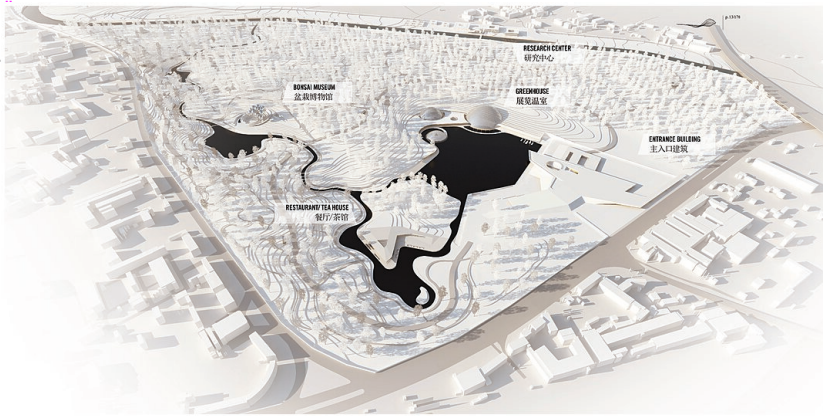 RESEARCH CENTER
研究中心
BONSAI MUSEUM
盆栽博物馆
GREENHOUSE
展览温室
ENTRANCE BUILDING
主入口建筑
RESTAURANT/ TEA HOUSE
餐厅/茶馆